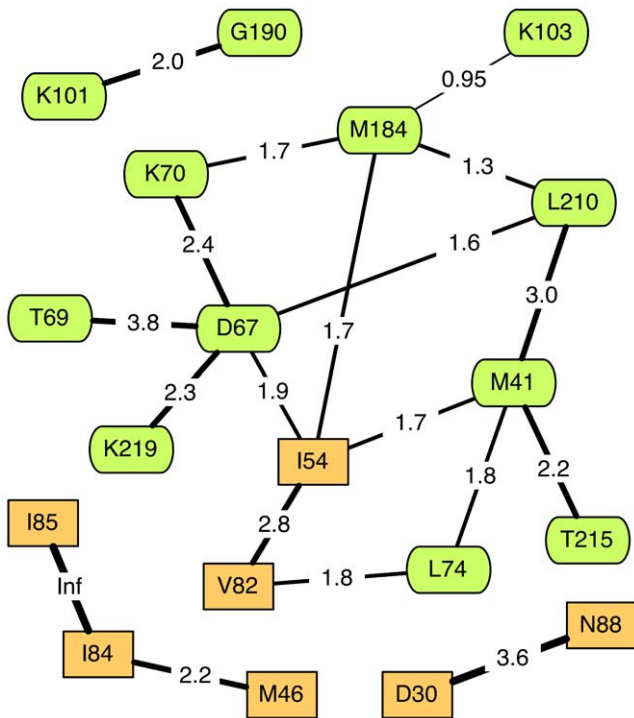 G190
K103
2.0
K101
0.95
M184
1.7
K70
1.3
L210
2.4
1.6
T69
3.8
D67
3.0
1.7
2.3
1.9
M41
K219
1.7
I54
1.8
2.2
I85
2.8
T215
Inf
V82
1.8
L74
I84
N88
2.2
3.6
M46
D30